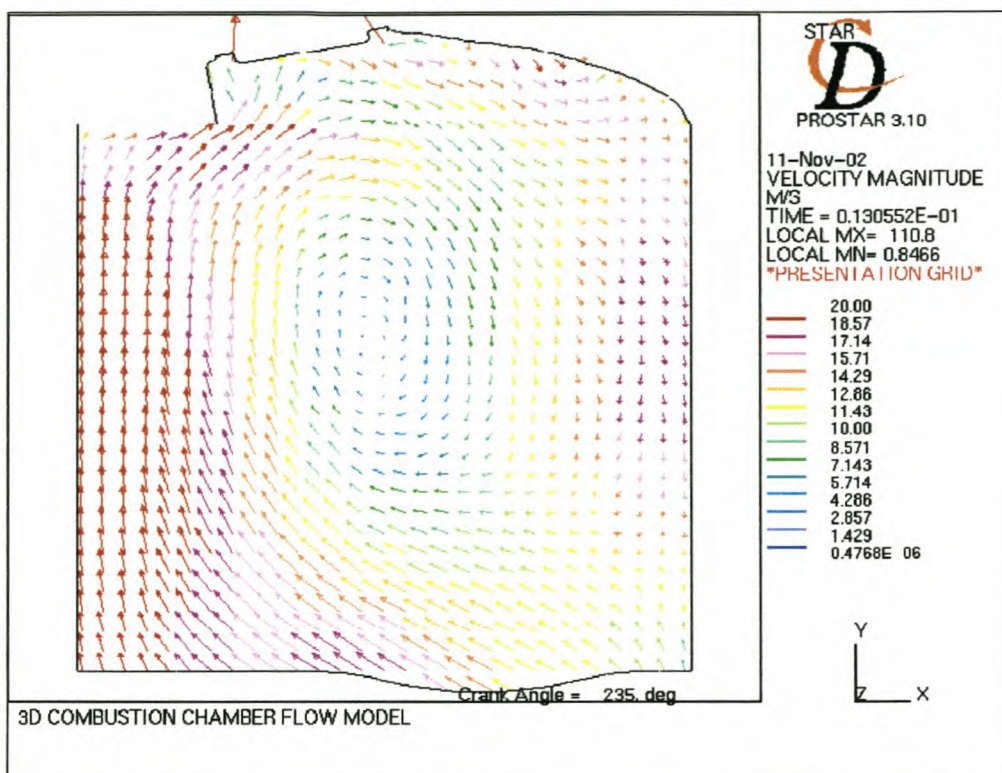 STAR
CD
PROSTAR 3.10
11-Nov-02
VELOCITY MAGNITUDE
M/S
TIME = 0.130552E-01
LOCAL MX= 110.8
LOCAL MN= 0.8466
*PRESENTATION GRID*
20.00
18.57
17.14
15.71
14.29
12.86
11.43
10.00
8.571
7.143
5.714
4.286
2.857
1.429
0.4768E 06
Y
Z X
Crank Angle = 235. deg
3D COMBUSTION CHAMBER FLOW MODEL